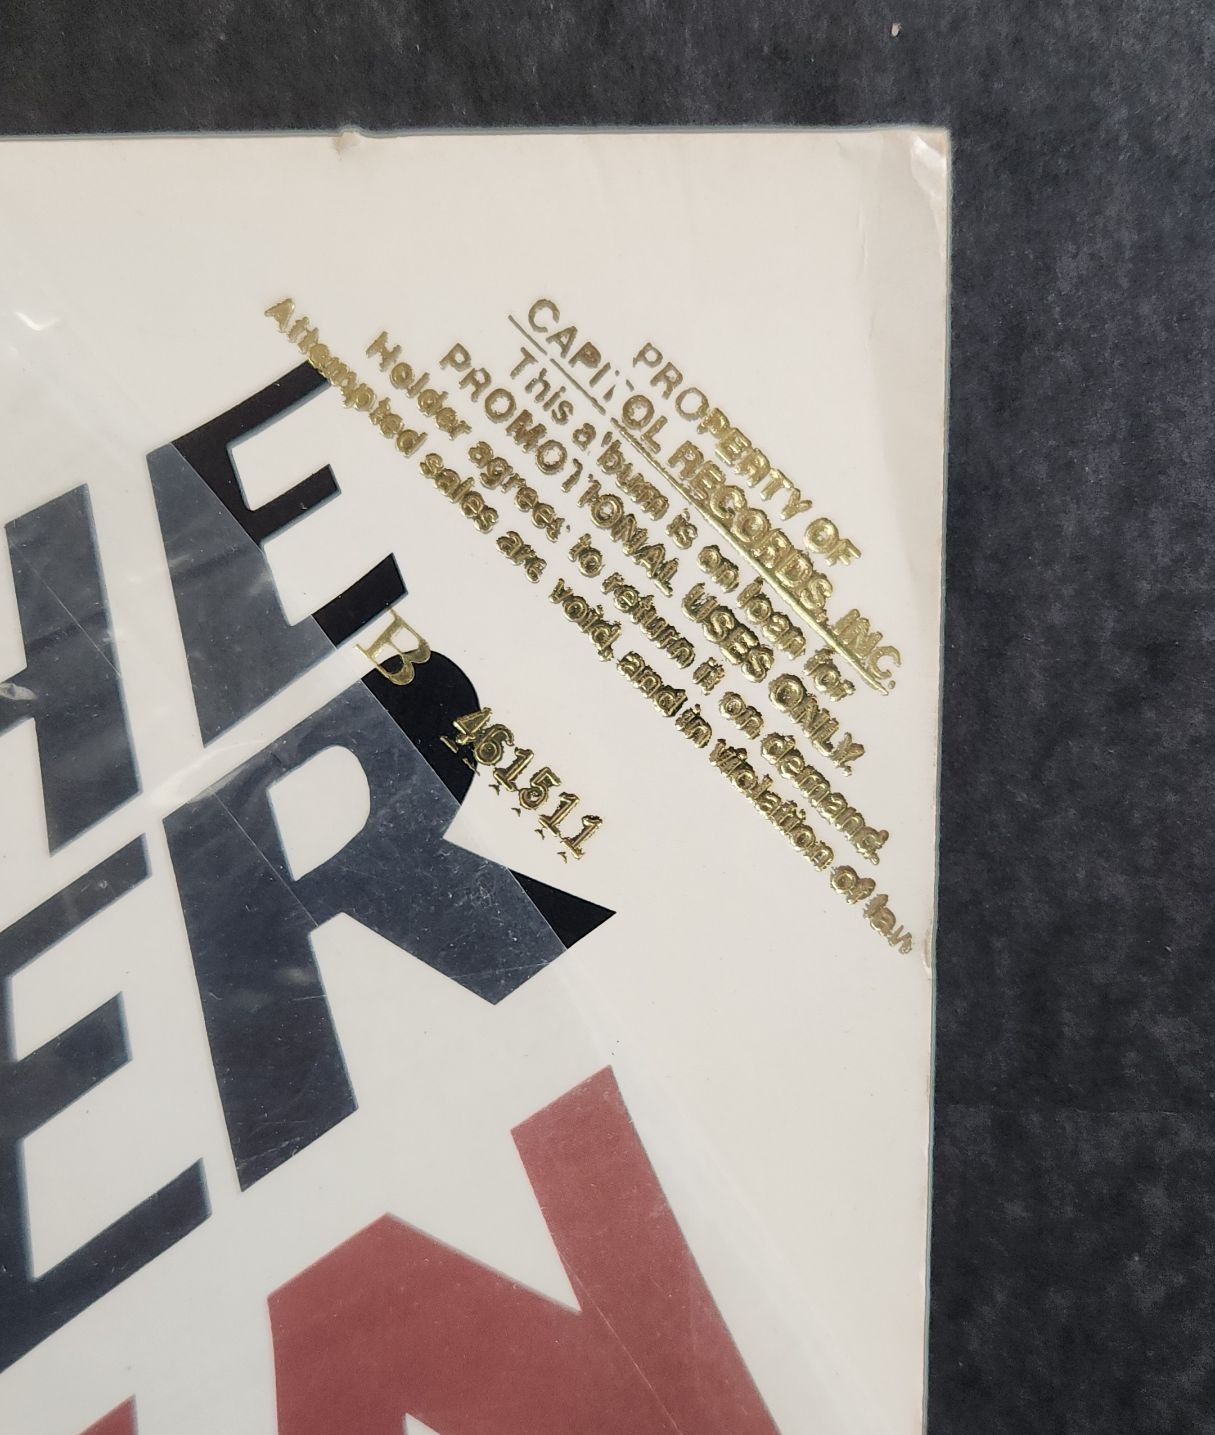 PROPERTY OF
CAPITOL RECORDS, INC.
This album is on loan for
PROMOTIONAL USES ONLY.
Holder agrees to return it on demand.
Attempted sales are void, and in violation of law
B 461511
HE
ER